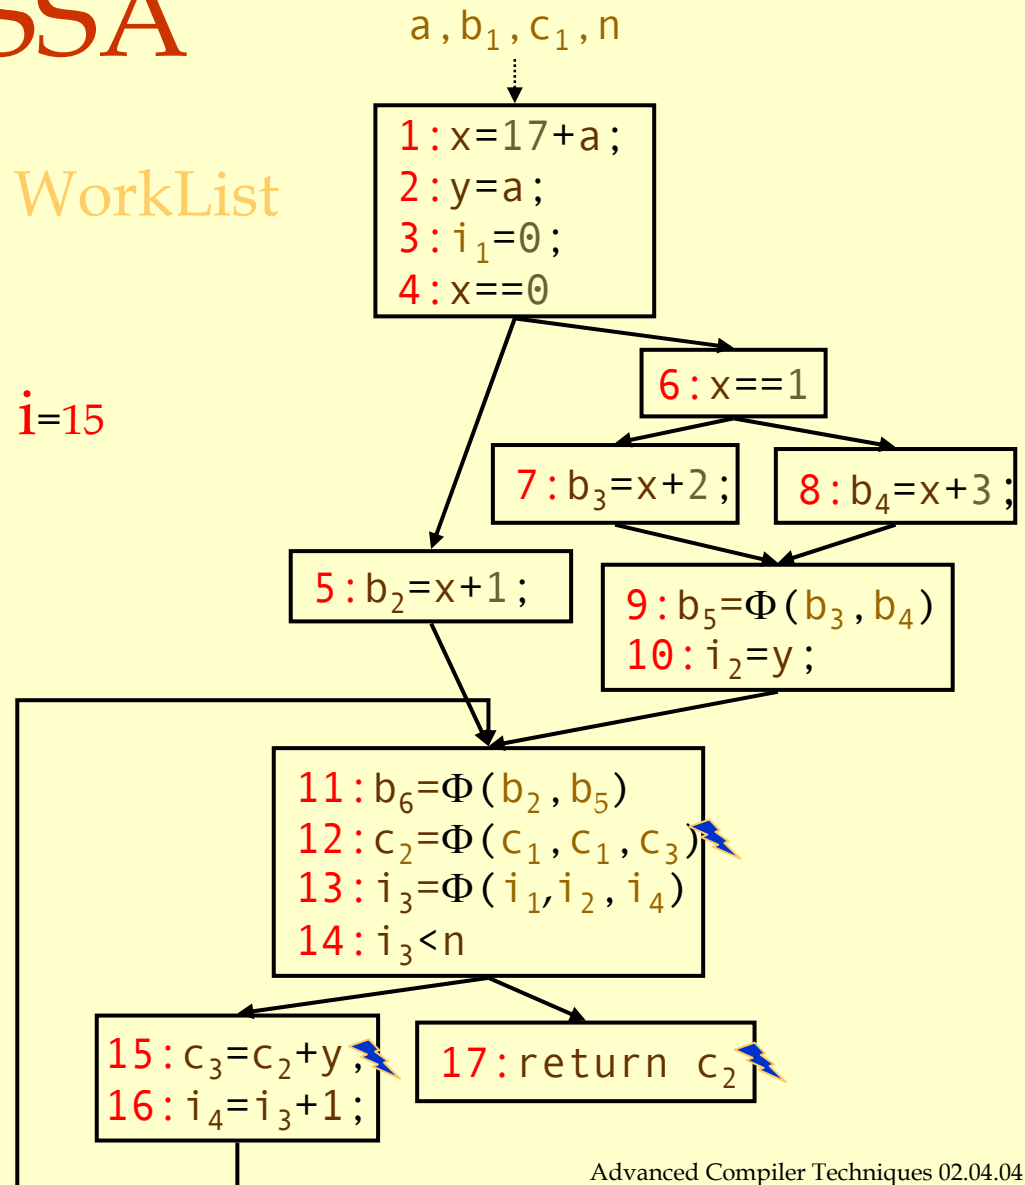 SSA
a,b₁,c₁,n
1:x=17+a;
2:y=a;
3:i₁=0;
4:x==0
WorkList
6:x==1
i=15
7:b₃=x+2;
8:b₄=x+3;
5:b₂=x+1;
9:b₅=Φ(b₃,b₄)
10:i₂=y;
11:b₆=Φ(b₂,b₅)
12:c₂=Φ(c₁,c₁,c₃)
13:i₃=Φ(i₁,i₂,i₄)
14:i₃<n
15:c₃=c₂+y;
16:i₄=i₃+1;
17:return c₂
Advanced Compiler Techniques 02.04.04